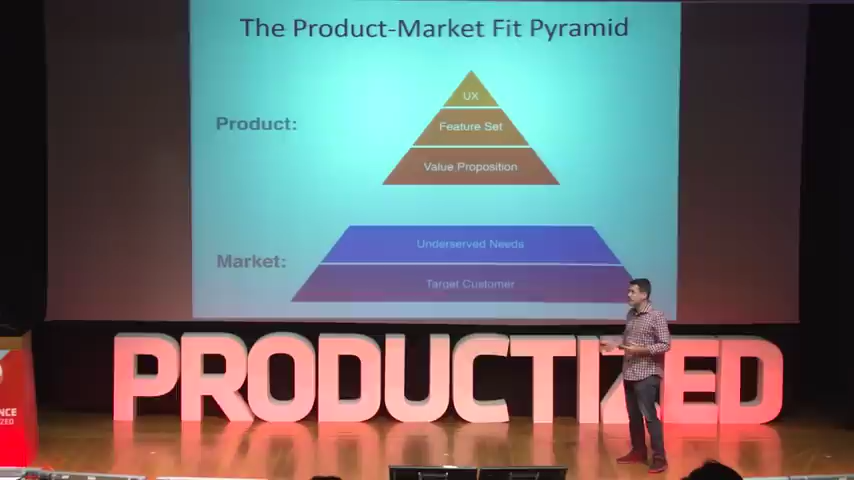 The Product-Market Fit Pyramid
UX
Product:
Feature Set
Value Proposition
Underserved Needs
Market:
Target Customer
PRODUCTIZED